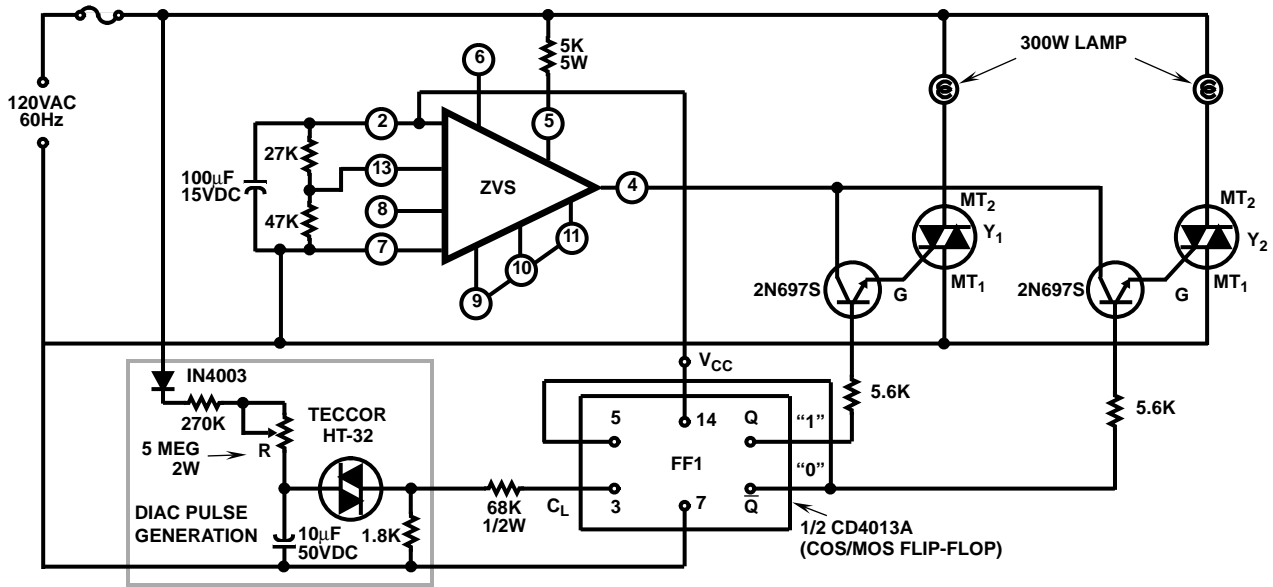 120VAC
60Hz
6
5K
5W
300W LAMP
2
5
27K
13
100µF
15VDC
ZVS
4
8
47K
7
11
10
9
MT2
Y1
MT1
MT2
Y2
MT1
2N697S
G
2N697S
G
VCC
IN4003
270K
TECCOR
HT-32
5 MEG
2W
R
DIAC PULSE
GENERATION
10µF
50VDC
1.8K
68K
1/2W
CL
5
14
Q
"1"
5.6K
5.6K
FF1
"0"
3
7
Q̅
1/2 CD4013A
(COS/MOS FLIP-FLOP)